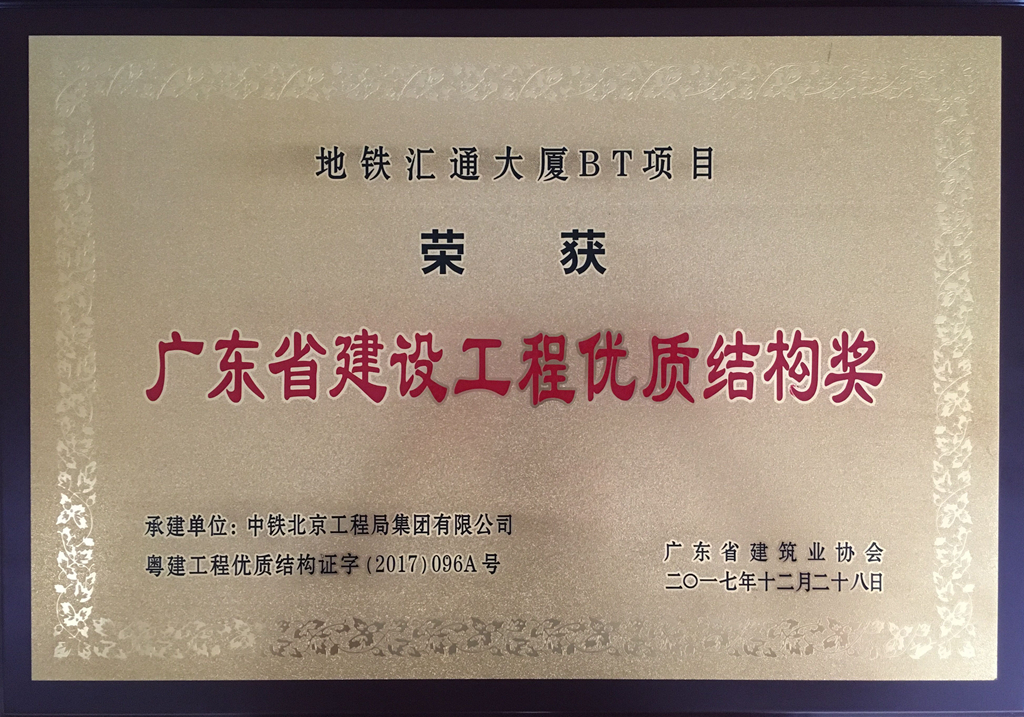 地铁汇通大厦BT项目
荣获
广东省建设工程优质结构奖
承建单位：中铁北京工程局集团有限公司
粤建工程优质结构证字(2017)096A号
广东省建筑业协会
二〇一七年十二月二十八日